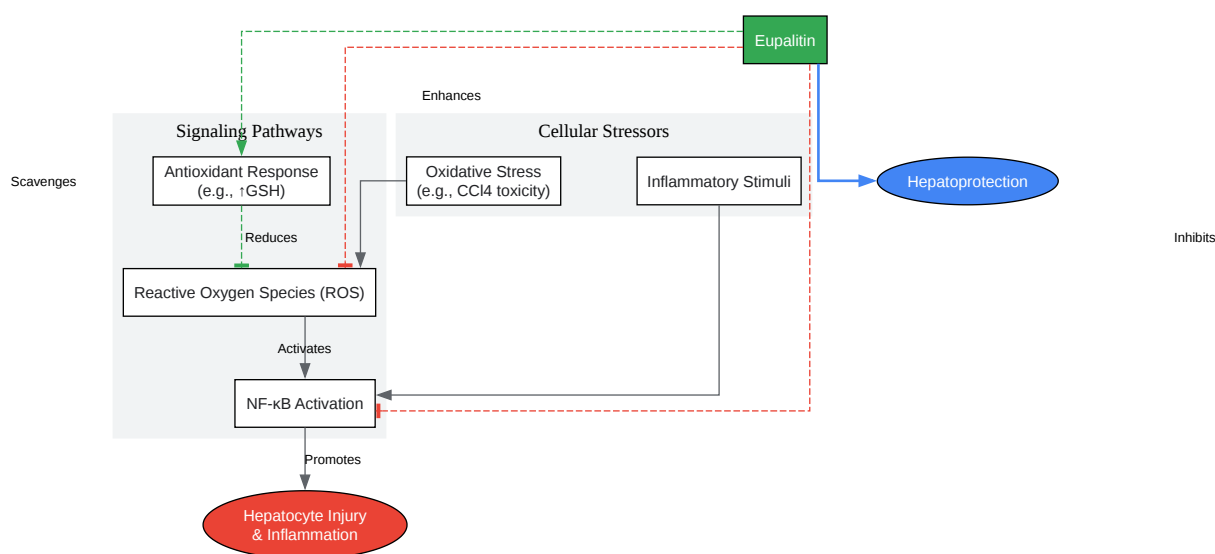 Eupalitin
Enhances
Signaling Pathways
Cellular Stressors
Scavenges
Antioxidant Response
(e.g., ↑GSH)
Oxidative Stress
(e.g., CCl4 toxicity)
Inflammatory Stimuli
Hepatoprotection
Reduces
Inhibits
Reactive Oxygen Species (ROS)
Activates
NF-κB Activation
Promotes
Hepatocyte Injury
& Inflammation